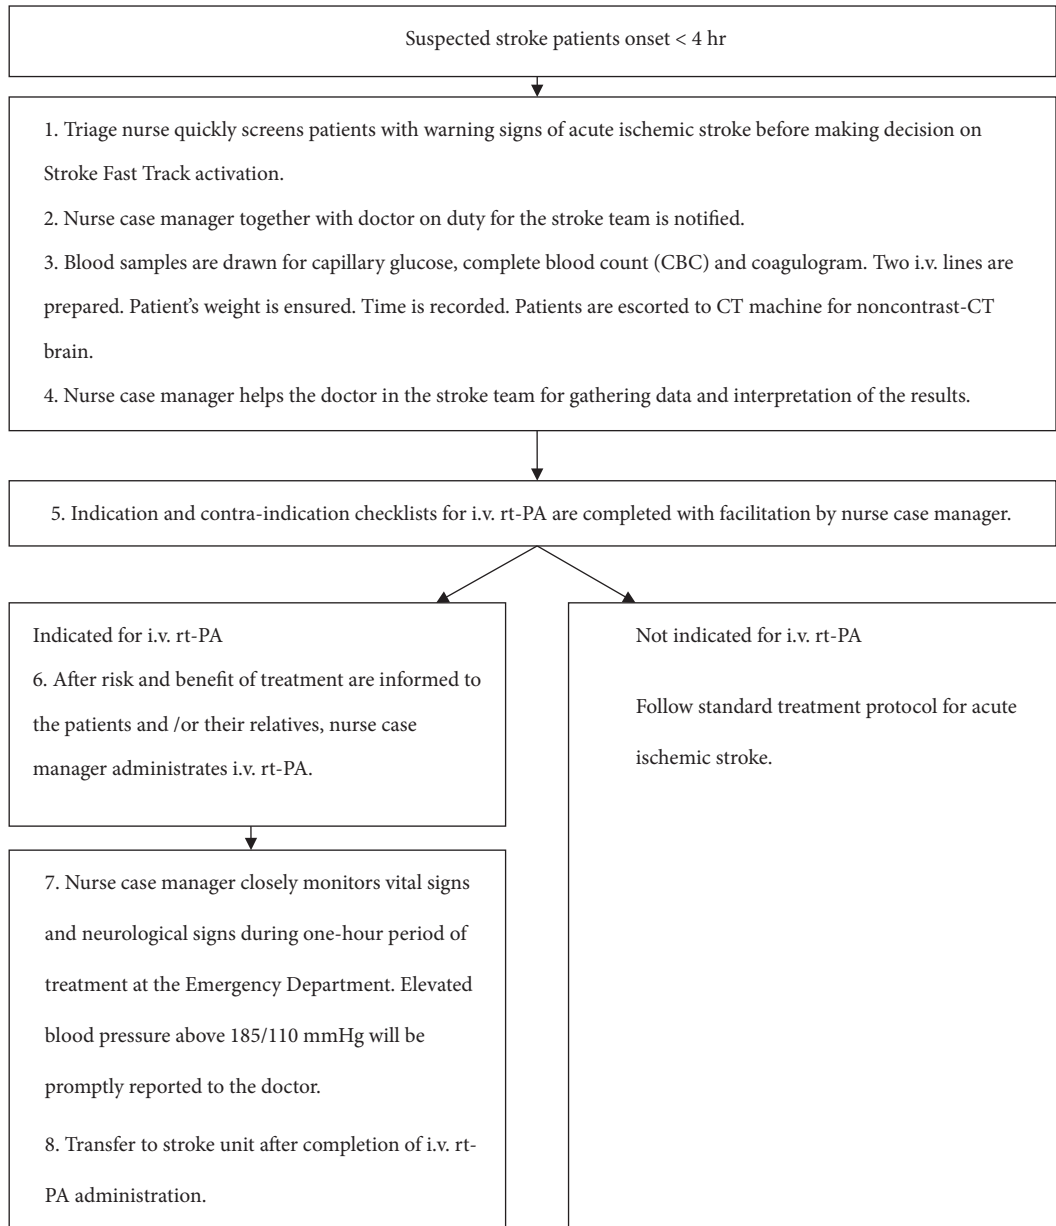 Suspected stroke patients onset < 4 hr
1. Triage nurse quickly screens patients with warning signs of acute ischemic stroke before making decision on
Stroke Fast Track activation.
2. Nurse case manager together with doctor on duty for the stroke team is notified.
3. Blood samples are drawn for capillary glucose, complete blood count (CBC) and coagulogram. Two i.v. lines are
prepared. Patient's weight is ensured. Time is recorded. Patients are escorted to CT machine for noncontrast-CT
brain.
4. Nurse case manager helps the doctor in the stroke team for gathering data and interpretation of the results.
5. Indication and contra-indication checklists for i.v. rt-PA are completed with facilitation by nurse case manager.
Indicated for i.v. rt-PA
6. After risk and benefit of treatment are informed to
the patients and /or their relatives, nurse case
manager administrates i.v. rt-PA.
Not indicated for i.v. rt-PA
Follow standard treatment protocol for acute
ischemic stroke.
7. Nurse case manager closely monitors vital signs
and neurological signs during one-hour period of
treatment at the Emergency Department. Elevated
blood pressure above 185/110 mmHg will be
promptly reported to the doctor.
8. Transfer to stroke unit after completion of i.v. rt-
PA administration.